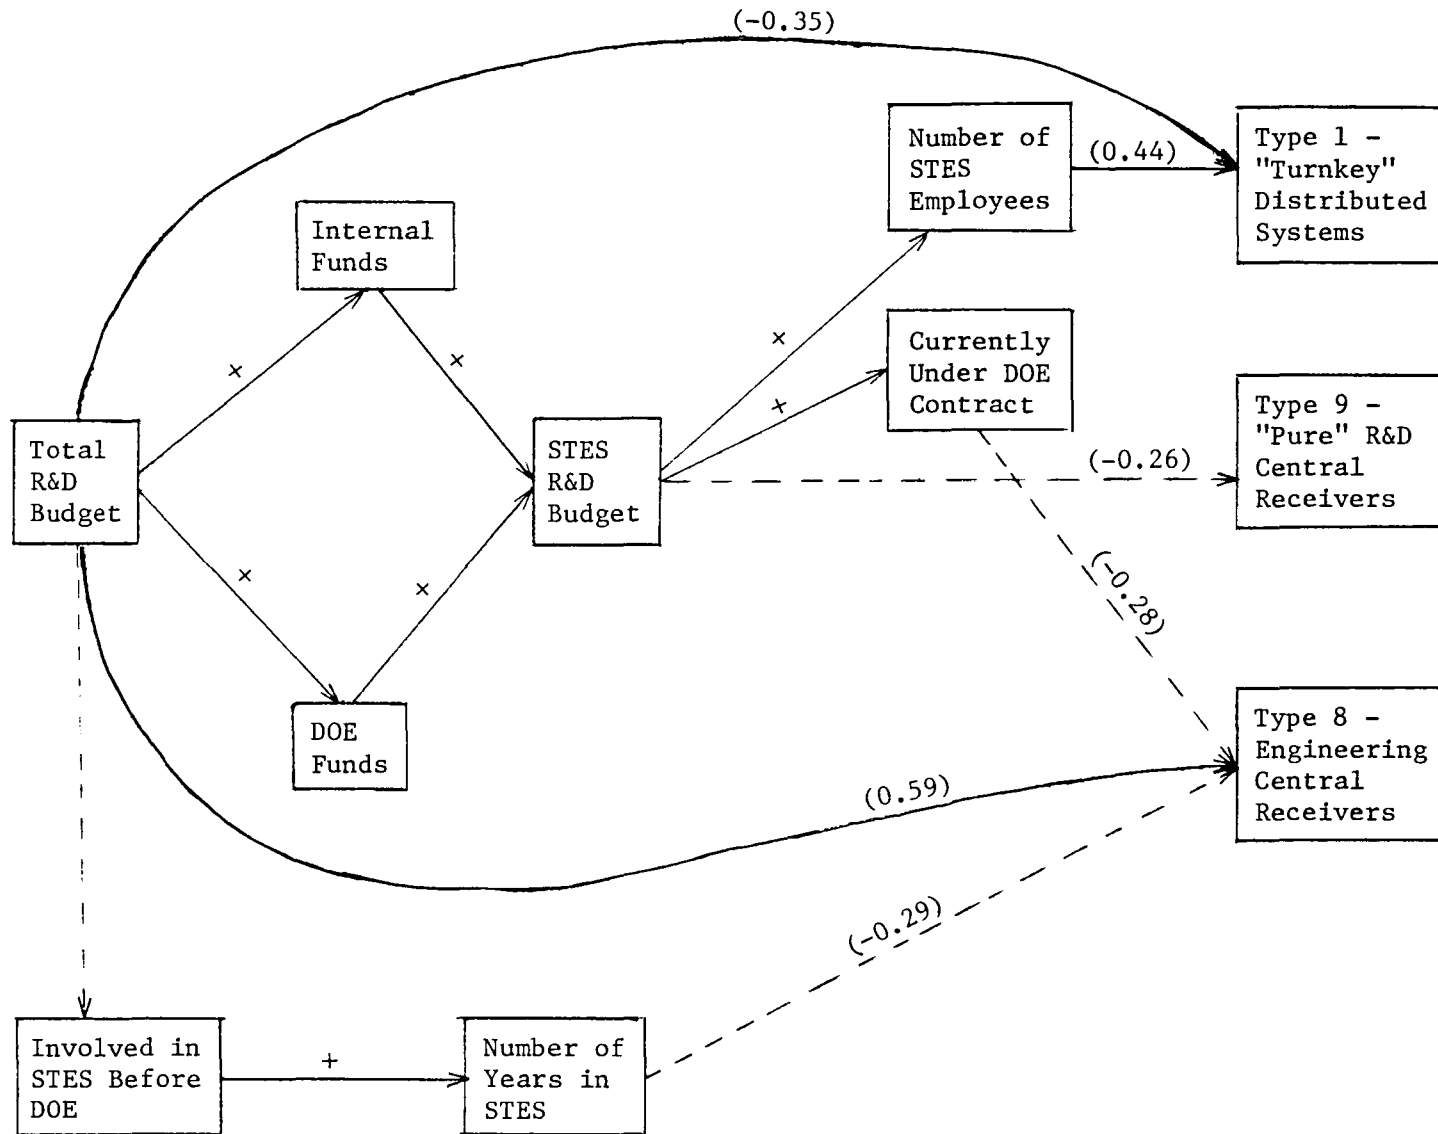 (-0.35)
Number of
STES
Employees
(0.44)
Type 1 -
"Turnkey"
Distributed
Systems
Internal
Funds
×
×
×
+
Currently
Under DOE
Contract
Type 9 -
"Pure" R&D
Central
Receivers
Total
R&D
Budget
STES
R&D
Budget
(-0.26)
×
×
(-0.28)
DOE
Funds
Type 8 -
Engineering
Central
Receivers
(0.59)
(-0.29)
Involved in
STES Before
DOE
+
Number of
Years in
STES